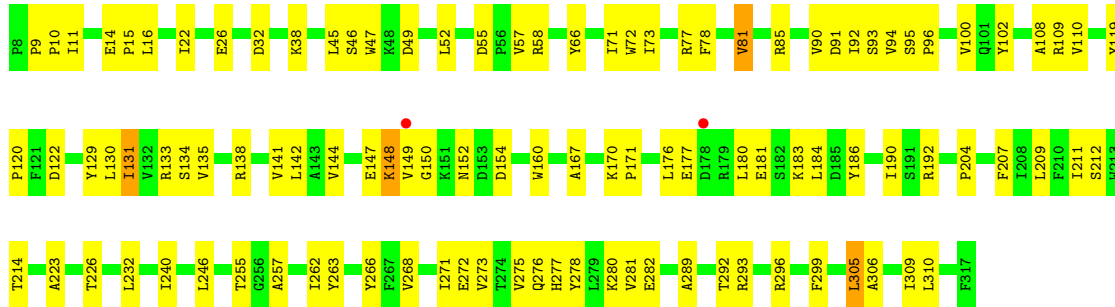 P8 P9 P10 I11 E14 P15 L16 I22 E26 D32 K38 L45 S46 W47 K48 D49 L52 D55 P56 V57 R58 Y66 I71 W72 I73 R77 F78 V81 R85 V90 D91 I92 S93 V94 S95 P96 V100 Q101 Y102 A108 R109 V110 Y119
P120 F121 D122 Y129 L130 I131 V132 R133 S134 V135 R138 V141 L142 A143 V144 E147 K148 V149 G150 K151 N152 D153 D154 W160 A167 K170 P171 L176 E177 D178 R179 L180 E181 S182 K183 L184 D185 Y186 I190 S191 R192 P204 F207 I208 L209 F210 I211 S212
T214 A223 T226 L232 I240 L246 T255 G256 A257 I262 Y263 Y266 F267 V268 I271 E272 V273 T274 V275 Q276 H277 Y278 L279 K280 V281 E282 A289 T292 R293 R296 F299 L305 A306 I309 L310 F317